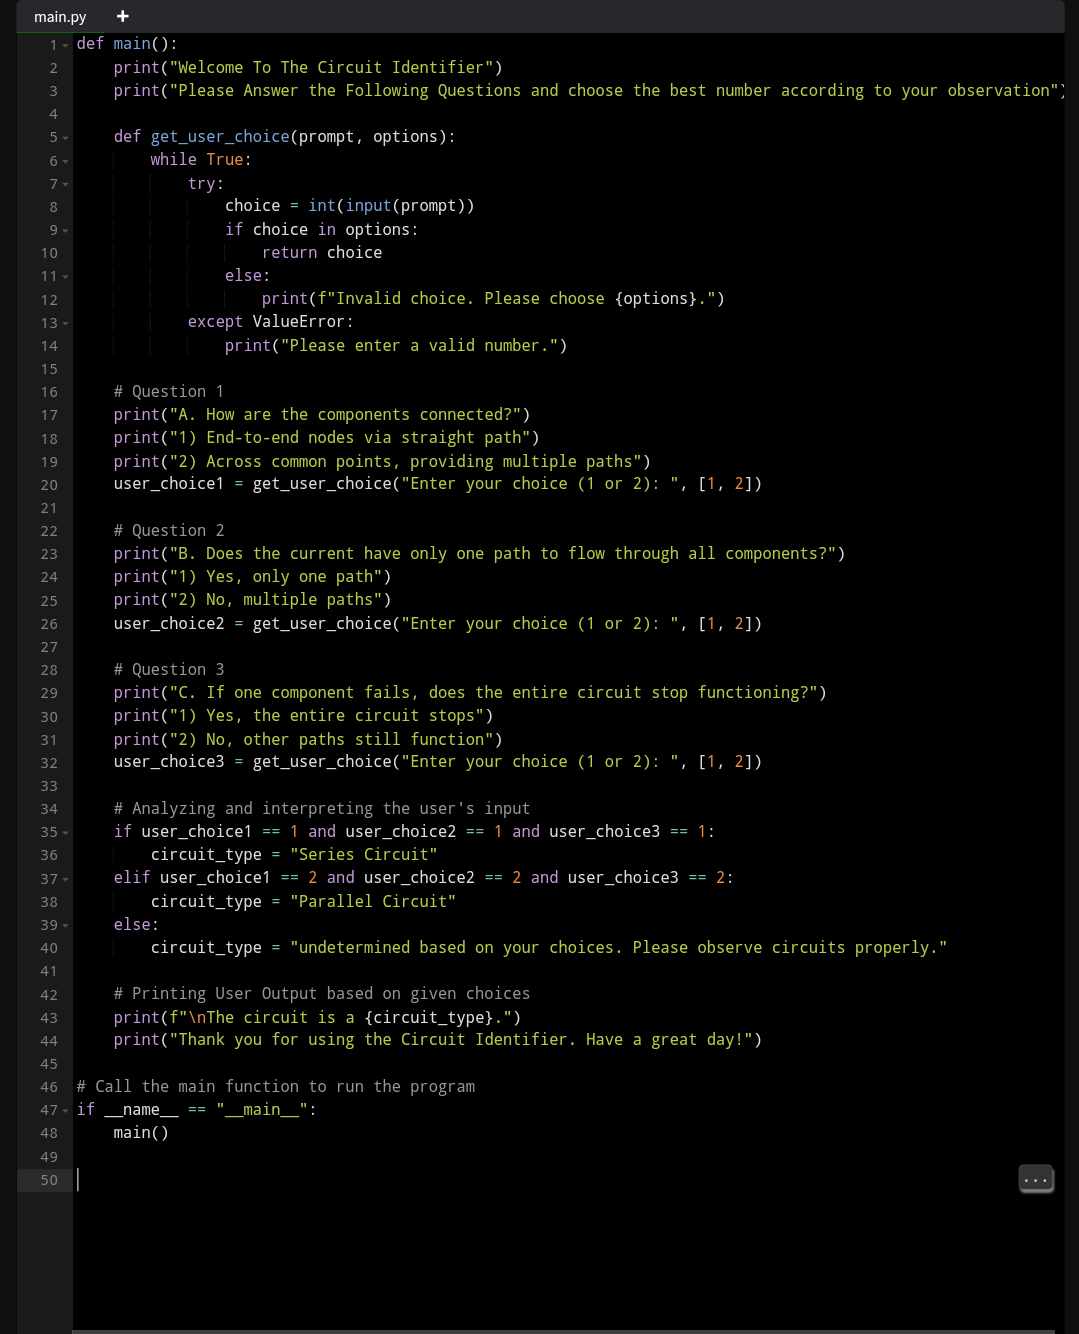 main.py +
1 def main():
2     print("Welcome To The Circuit Identifier")
3     print("Please Answer the Following Questions and choose the best number according to your observation")
4
5     def get_user_choice(prompt, options):
6         while True:
7             try:
8                 choice = int(input(prompt))
9                 if choice in options:
10                     return choice
11                 else:
12                     print(f"Invalid choice. Please choose {options}.")
13             except ValueError:
14                 print("Please enter a valid number.")
15
16     # Question 1
17     print("A. How are the components connected?")
18     print("1) End-to-end nodes via straight path")
19     print("2) Across common points, providing multiple paths")
20     user_choice1 = get_user_choice("Enter your choice (1 or 2): ", [1, 2])
21
22     # Question 2
23     print("B. Does the current have only one path to flow through all components?")
24     print("1) Yes, only one path")
25     print("2) No, multiple paths")
26     user_choice2 = get_user_choice("Enter your choice (1 or 2): ", [1, 2])
27
28     # Question 3
29     print("C. If one component fails, does the entire circuit stop functioning?")
30     print("1) Yes, the entire circuit stops")
31     print("2) No, other paths still function")
32     user_choice3 = get_user_choice("Enter your choice (1 or 2): ", [1, 2])
33
34     # Analyzing and interpreting the user's input
35     if user_choice1 == 1 and user_choice2 == 1 and user_choice3 == 1:
36         circuit_type = "Series Circuit"
37     elif user_choice1 == 2 and user_choice2 == 2 and user_choice3 == 2:
38         circuit_type = "Parallel Circuit"
39     else:
40         circuit_type = "undetermined based on your choices. Please observe circuits properly."
41
42     # Printing User Output based on given choices
43     print(f"\nThe circuit is a {circuit_type}.")
44     print("Thank you for using the Circuit Identifier. Have a great day!")
45
46 # Call the main function to run the program
47 if __name__ == "__main__":
48     main()
49
50
...